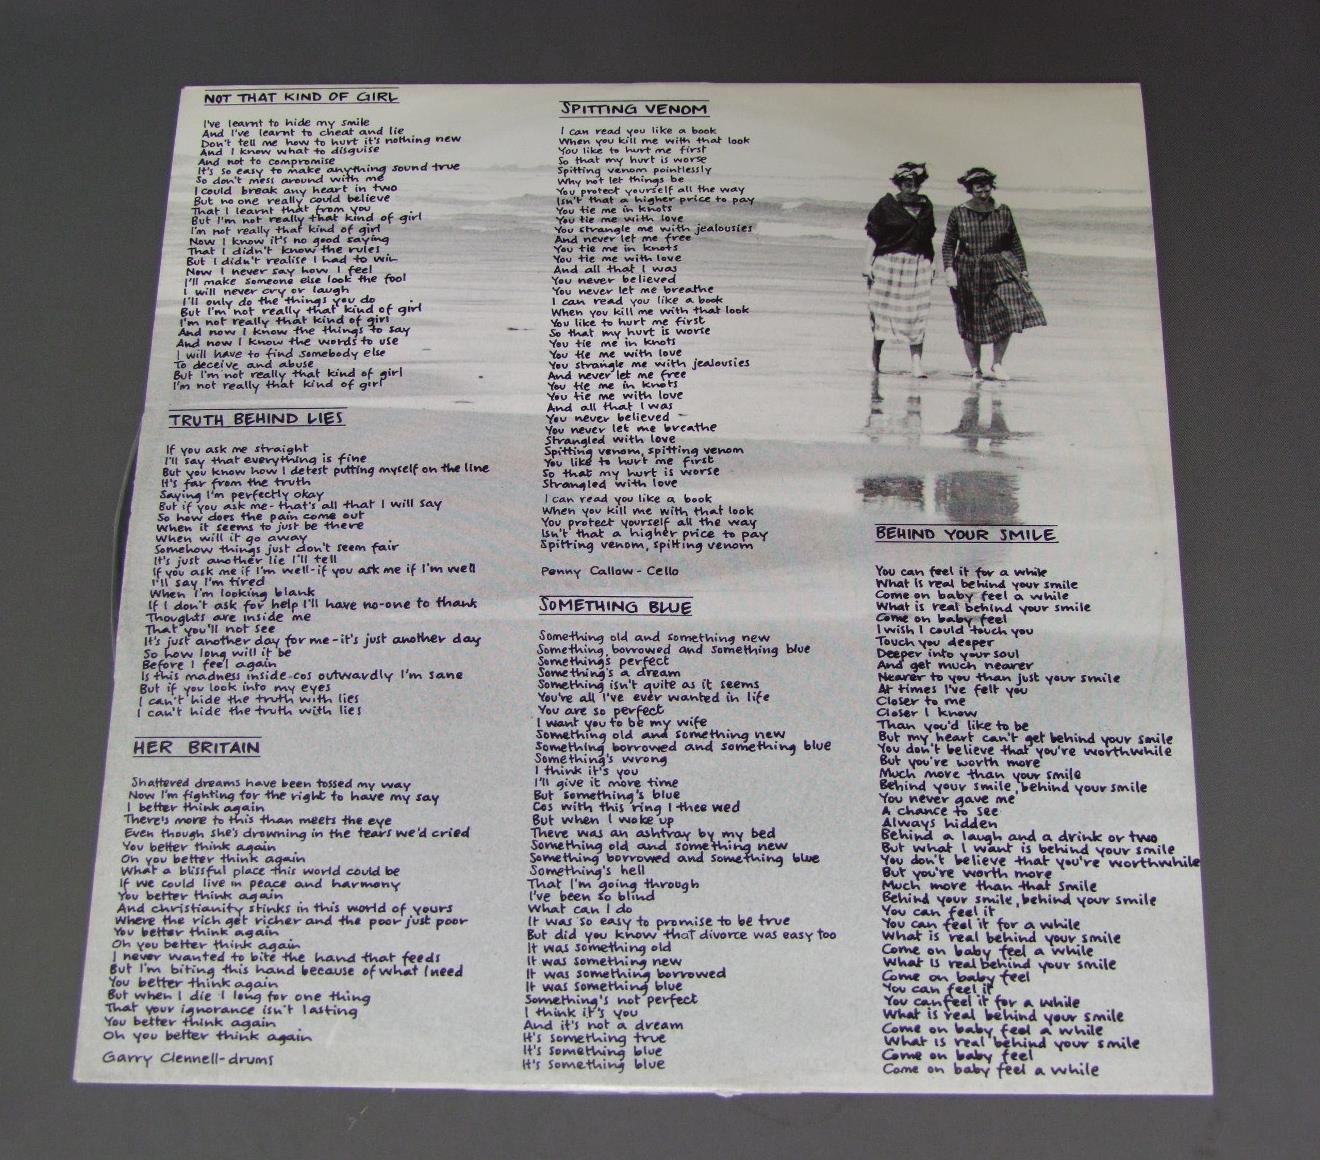 NOT THAT KIND OF GIRL
I've learnt to hide my smile
And I've learnt to cheat and lie
Don't tell me how to hurt it's nothing new
And I know what to disguise
And not to compromise
It's so easy to make anything sound true
So don't mess around with me
I could break any heart in two
But no one really could believe
That I learnt that from you
But I'm not really that kind of girl
I'm not really that kind of girl
Now I know it's no good saying
That I didn't know the rules
But I didn't realise I had to win
Now I never say how I feel
I'll make someone else look the fool
I will never cry or laugh
I'll only do the things you do
But I'm not really that kind of girl
I'm not really that kind of girl
And now I know the things to say
And now I know the words to use
I will have to find somebody else
To deceive and abuse
But I'm not really that kind of girl
I'm not really that kind of girl
TRUTH BEHIND LIES
If you ask me straight
I'll say that everything is fine
But you know how I detest putting myself on the line
It's far from the truth
Saying I'm perfectly okay
But if you ask me- that's all that I will say
So how does the pain come out
When it seems to just be there
When will it go away
Somehow things just don't seem fair
It's just another lie I'll tell
If you ask me if I'm well-if you ask me if I'm well
I'll say I'm tired
When I'm looking blank
If I don't ask for help I'll have no-one to thank
Thoughts are inside me
That you'll not see
It's just another day for me-it's just another day
So how long will it be
Before I feel again
Is this madness inside-cos outwardly I'm sane
But if you look into my eyes
I can't hide the truth with lies
I can't hide the truth with lies
HER BRITAIN
Shattered dreams have been tossed my way
Now I'm fighting for the right to have my say
I better think again
There's more to this than meets the eye
Even though she's drowning in the tears we'd cried
You better think again
Oh you better think again
What a blissful place this world could be
If we could live in peace and harmony
You better think again
And christianity stinks in this world of yours
Where the rich get richer and the poor just poor
You better think again
Oh you better think again
I never wanted to bite the hand that feeds
But I'm biting this hand because of what I need
You better think again
But when I die I long for one thing
That your ignorance isn't lasting
You better think again
Oh you better think again
Garry Clennell-drums
SPITTING VENOM
I can read you like a book
When you kill me with that look
You like to hurt me first
So that my hurt is worse
Spitting venom pointlessly
Why not let things be
You protect yourself all the way
Isn't that a higher price to pay
You tie me in knots
You tie me with love
You strangle me with jealousies
And never let me free
You tie me in knots
You tie me with love
And all that I was
You never believed
You never let me breathe
I can read you like a book
When you kill me with that look
You like to hurt me first
So that my hurt is worse
You tie me in knots
You tie me with love
You strangle me with jealousies
And never let me free
You tie me in knots
You tie me with love
And all that I was
You never believed
You never let me breathe
Strangled with love
Spitting venom, spitting venom
You like to hurt me first
So that my hurt is worse
Strangled with love
I can read you like a book
When you kill me with that look
You protect yourself all the way
Isn't that a higher price to pay
Spitting venom, spitting venom
Penny Callow - Cello
SOMETHING BLUE
Something old and something new
Something borrowed and something blue
Something's perfect
Something's a dream
Something isn't quite as it seems
You're all I've ever wanted in life
You are so perfect
I want you to be my wife
Something old and something new
Something borrowed and something blue
Something's wrong
I think it's you
I'll give it more time
But something's blue
Cos with this ring I thee wed
But when I woke up
There was an ashtray by my bed
Something old and something new
Something borrowed and something blue
Something's hell
That I'm going through
I've been so blind
What can I do
It was so easy to promise to be true
But did you know that divorce was easy too
It was something old
It was something new
It was something borrowed
It was something blue
Something's not perfect
I think it's you
And it's not a dream
It's something true
It's something blue
It's something blue
BEHIND YOUR SMILE
You can feel it for a while
What is real behind your smile
Come on baby feel a while
What is real behind your smile
Come on baby feel
I wish I could touch you
Touch you deeper
Deeper into your soul
And get much nearer
Nearer to you than just your smile
At times I've felt you
Closer to me
Closer I know
Than you'd like to be
But my heart can't get behind your smile
You don't believe that you're worthwhile
But you're worth more
Much more than your smile
Behind your smile, behind your smile
You never gave me
A chance to see
Always hidden
Behind a laugh and a drink or two
But what I want is behind your smile
You don't believe that you're worthwhile
But you're worth more
Much more than that smile
Behind your smile, behind your smile
You can feel it
You can feel it for a while
What is real behind your smile
Come on baby feel a while
What is real behind your smile
Come on baby feel
You can feel it
You can feel it for a while
What is real behind your smile
Come on baby feel a while
What is real behind your smile
Come on baby feel
Come on baby feel a while